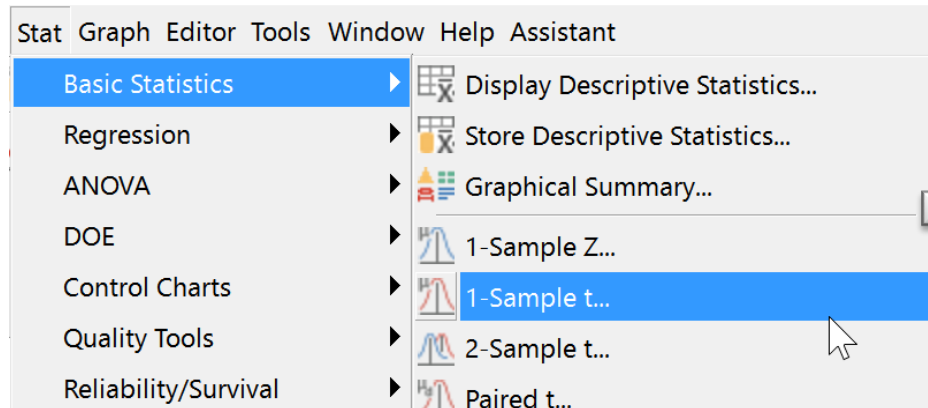 Stat Graph Editor Tools Window Help Assistant
Basic Statistics
Regression
ANOVA
DOE
Control Charts
Quality Tools
Reliability/Survival
Display Descriptive Statistics...
Store Descriptive Statistics...
Graphical Summary...
1-Sample Z...
1-Sample t...
2-Sample t...
Paired t...